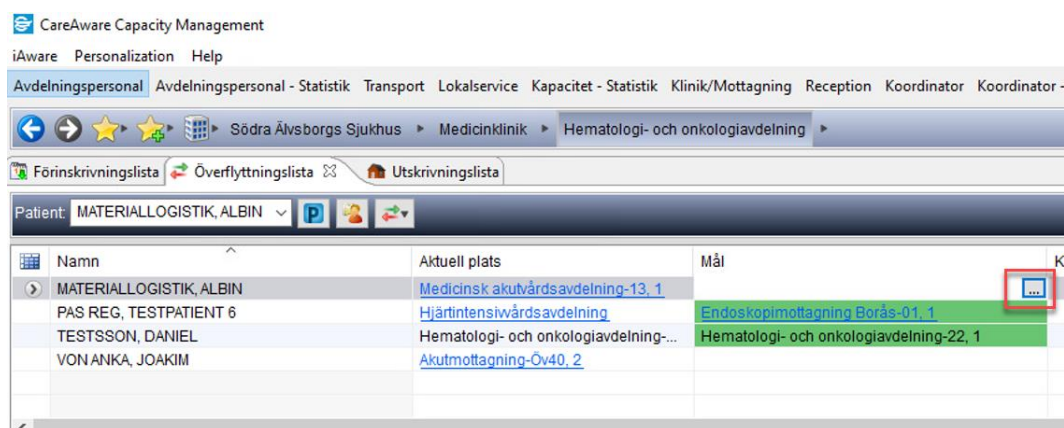 CareAware Capacity Management
iAware Personalization Help
Avdelningspersonal Avdelningspersonal - Statistik Transport Lokalservice Kapacitet - Statistik Klinik/Mottagning Reception Koordinator Koordinator -
Södra Älvsborgs Sjukhus Medicinklinik Hematologi- och onkologiavdelning
Förinskrivningslista Överflyttningslista Utskrivningslista
Patient: MATERIALLOGISTIK, ALBIN P
Namn Aktuell plats Mål K
MATERIALLOGISTIK, ALBIN Medicinsk akutvårdsavdelning-13, 1 ...
PAS REG, TESTPATIENT 6 Hjärtintensivvårdsavdelning Endoskopimottagning Borås-01, 1
TESTSSON, DANIEL Hematologi- och onkologiavdelning-... Hematologi- och onkologiavdelning-22, 1
VON ANKA, JOAKIM Akutmottagning-Öv40, 2